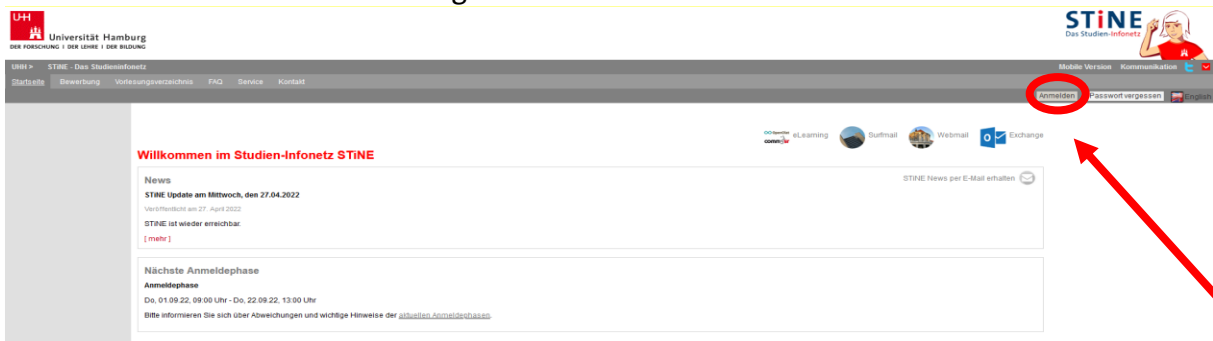 UHH
Universität Hamburg
DER FORSCHUNG I DER LEHRE I DER BILDUNG
STiNE
Das Studien-Infonetz
UHH > STiNE - Das Studieninfonetz
Mobile Version Kommunikation
Startseite Bewerbung Vorlesungsverzeichnis FAQ Service Kontakt
Anmelden Passwort vergessen English
eLearning Surfmail Webmail Exchange
Willkommen im Studien-Infonetz STiNE
News
STiNE News per E-Mail erhalten
STiNE Update am Mittwoch, den 27.04.2022
Veröffentlicht am 27. April 2022
STiNE ist wieder erreichbar.
[ mehr ]
Nächste Anmeldephase
Anmeldephase
Do, 01.09.22, 09:00 Uhr - Do, 22.09.22, 13:00 Uhr
Bitte informieren Sie sich über Abweichungen und wichtige Hinweise der aktuellen Anmeldephasen.